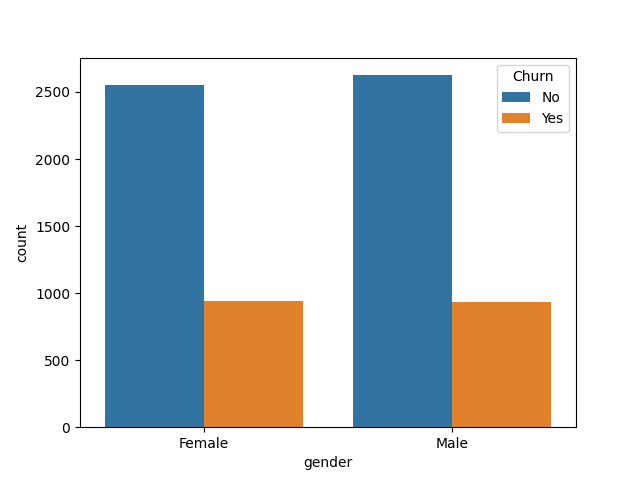 Churn
No
Yes
2500
2000
1500
1000
500
0
count
Female
Male
gender